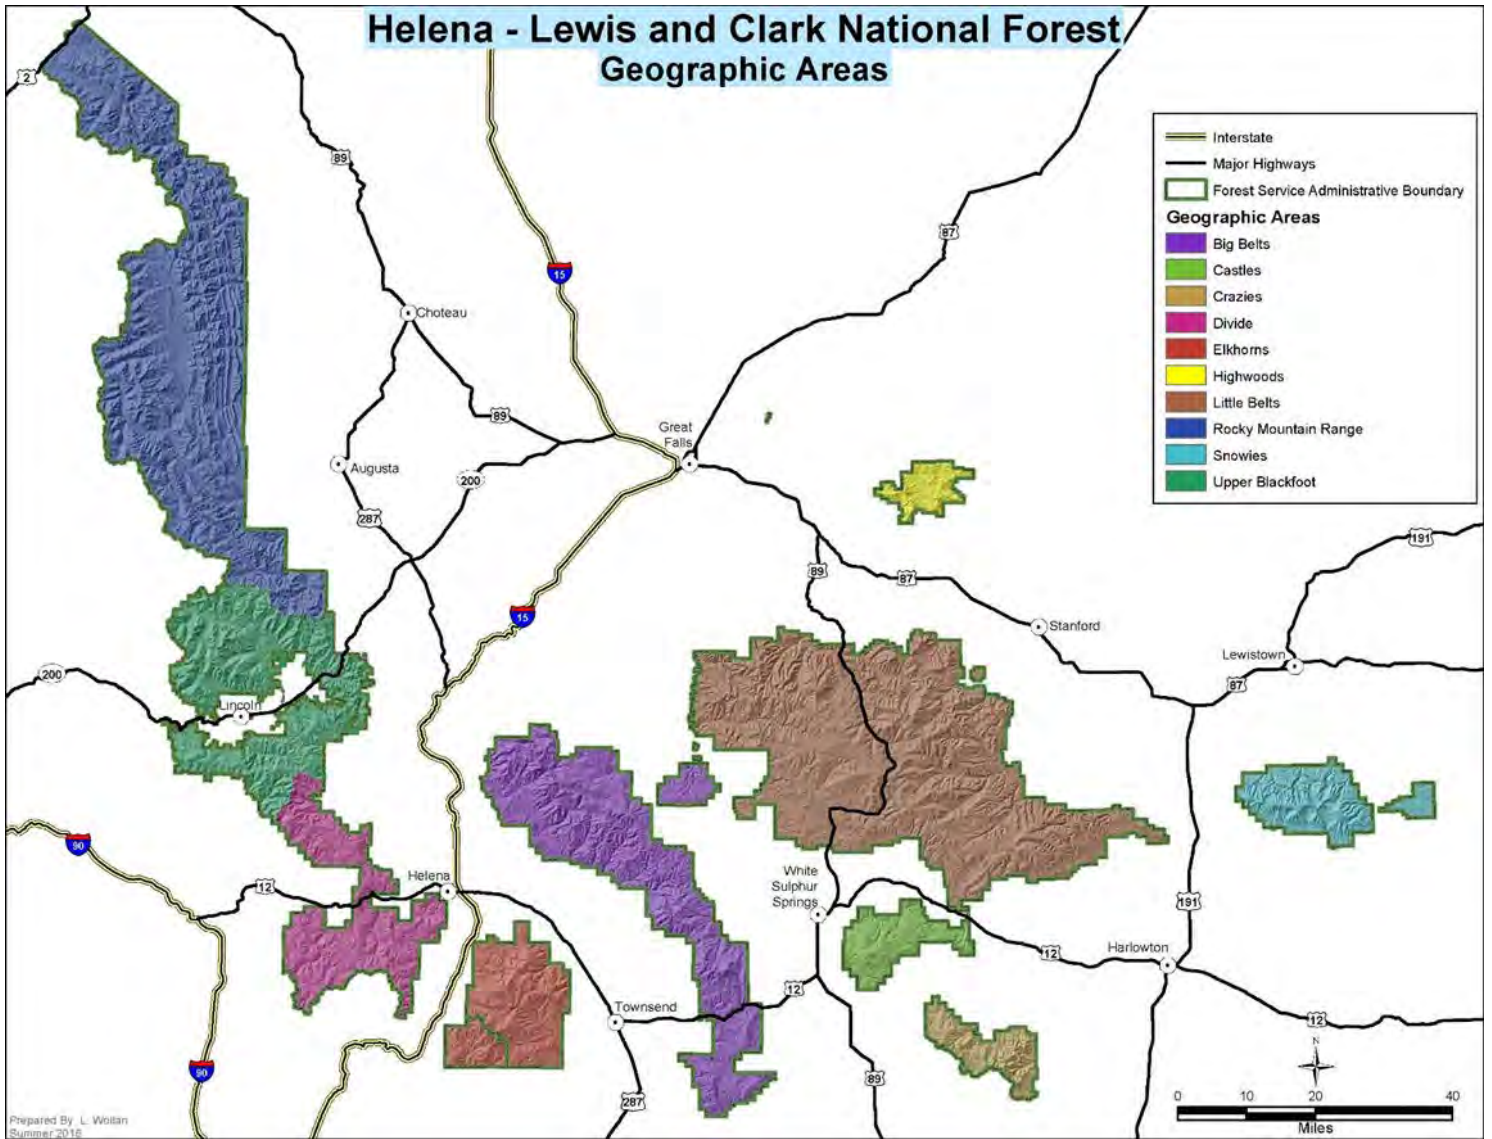 Helena - Lewis and Clark National Forest
Geographic Areas
Interstate
Major Highways
Forest Service Administrative Boundary
Geographic Areas
Big Belts
Castles
Crazies
Divide
Elkhorns
Highwoods
Little Belts
Rocky Mountain Range
Snowies
Upper Blackfoot
2
89
87
15
Choteau
89
Great
Falls
Augusta
200
287
191
89
87
15
Stanford
Lewistown
200
87
Lincoln
90
White
Sulphur
Springs
Helena
12
191
Harlowton
12
12
Townsend
12
N
90
89
287
0 10 20 40
Miles
Prepared By L. Woitan
Summer 2016